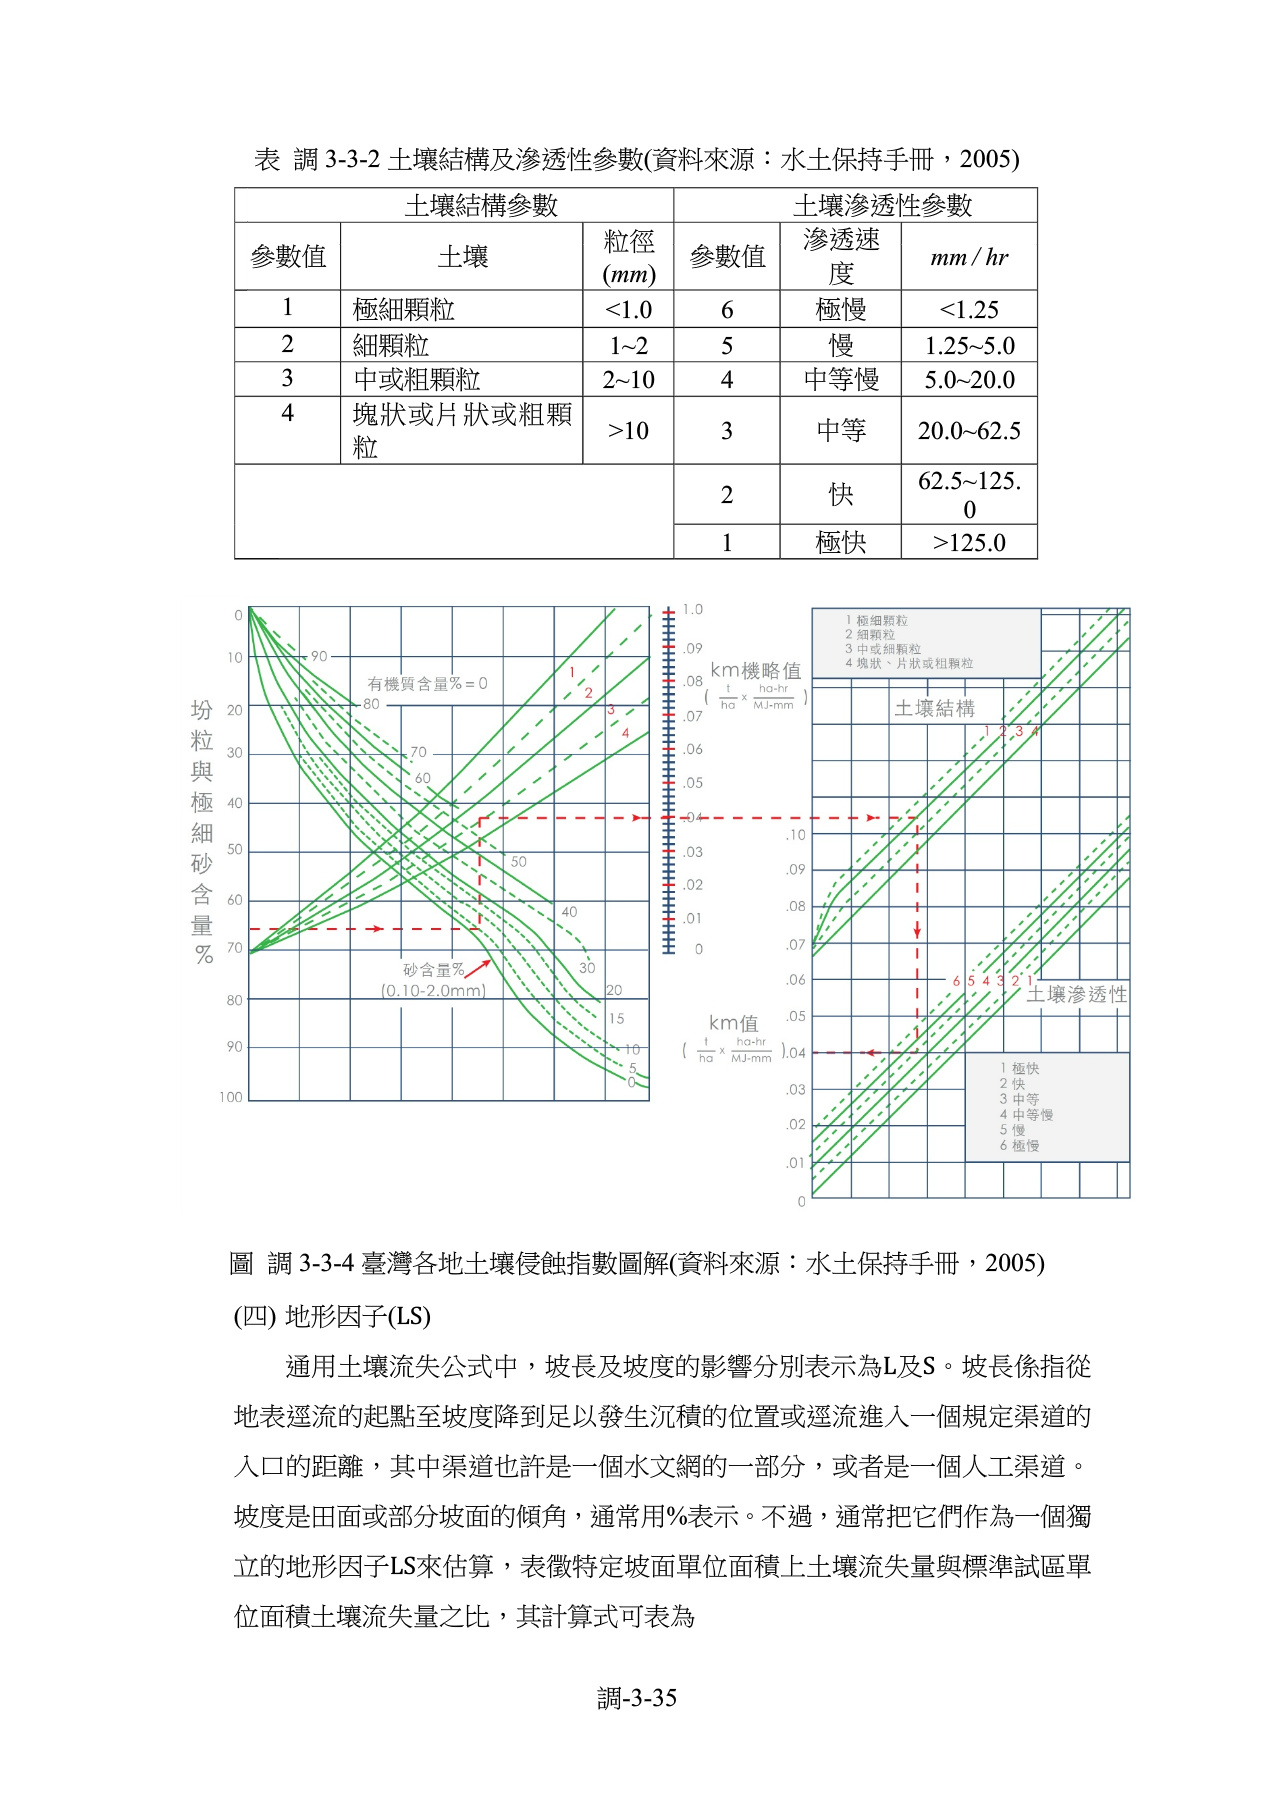 表 調 3-3-2 土壤結構及滲透性參數(資料來源：水土保持手冊，2005)
土壤結構參數 土壤滲透性參數
參數值 土壤 粒徑 (mm) 參數值 滲透速度 mm / hr
1 極細顆粒 <1.0 6 極慢 <1.25
2 細顆粒 1~2 5 慢 1.25~5.0
3 中或粗顆粒 2~10 4 中等慢 5.0~20.0
4 塊狀或片狀或粗顆粒 >10 3 中等 20.0~62.5
2 快 62.5~125.0
1 極快 >125.0
坋粒與極細砂含量%
0
10
20
30
40
50
60
70
80
90
100
90
有機質含量% = 0
80
70
60
50
40
30
20
15
10
5
0
1
2
3
4
砂含量%
(0.10-2.0mm)
1.0
.09
.08
.07
.06
.05
.04
.03
.02
.01
0
km機略值
( t/ha x ha-hr/MJ-mm )
km值
( t/ha x ha-hr/MJ-mm )
1 極細顆粒
2 細顆粒
3 中或細顆粒
4 塊狀、片狀或粗顆粒
土壤結構
1 2 3 4
.10
.09
.08
.07
.06
.05
.04
.03
.02
.01
0
6 5 4 3 2 1
土壤滲透性
1 極快
2 快
3 中等
4 中等慢
5 慢
6 極慢
圖 調 3-3-4 臺灣各地土壤侵蝕指數圖解(資料來源：水土保持手冊，2005)
(四) 地形因子(LS)
通用土壤流失公式中，坡長及坡度的影響分別表示為L及S。坡長係指從
地表逕流的起點至坡度降到足以發生沉積的位置或逕流進入一個規定渠道的
入口的距離，其中渠道也許是一個水文網的一部分，或者是一個人工渠道。
坡度是田面或部分坡面的傾角，通常用%表示。不過，通常把它們作為一個獨
立的地形因子LS來估算，表徵特定坡面單位面積上土壤流失量與標準試區單
位面積土壤流失量之比，其計算式可表為
調-3-35